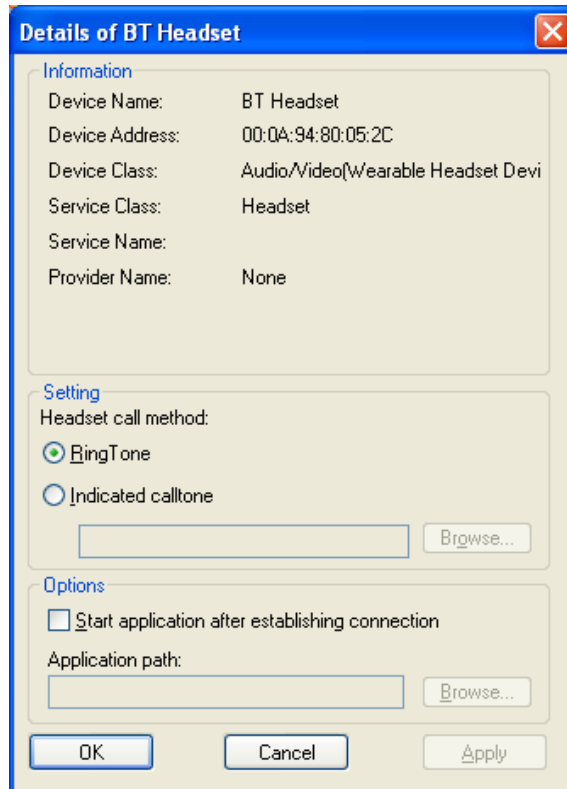 Details of BT Headset
Information
Device Name: BT Headset
Device Address: 00:0A:94:80:05:2C
Device Class: Audio/Video(Wearable Headset Devi
Service Class: Headset
Service Name:
Provider Name: None
Setting
Headset call method:
RingTone
Indicated calltone
Browse...
Options
Start application after establishing connection
Application path:
Browse...
OK Cancel Apply